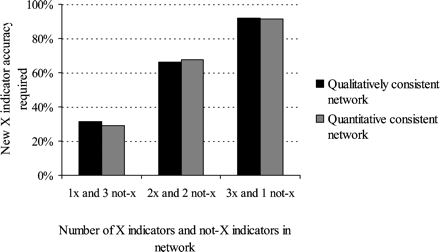 New X indicator accuracy
required
100%
80%
60%
40%
20%
0%
1x and 3 not-x
2x and 2 not-x
3x and 1 not-x
Number of X indicators and not-X indicators in
network
Qualitatively consistent
network
Quantitative consistent
network